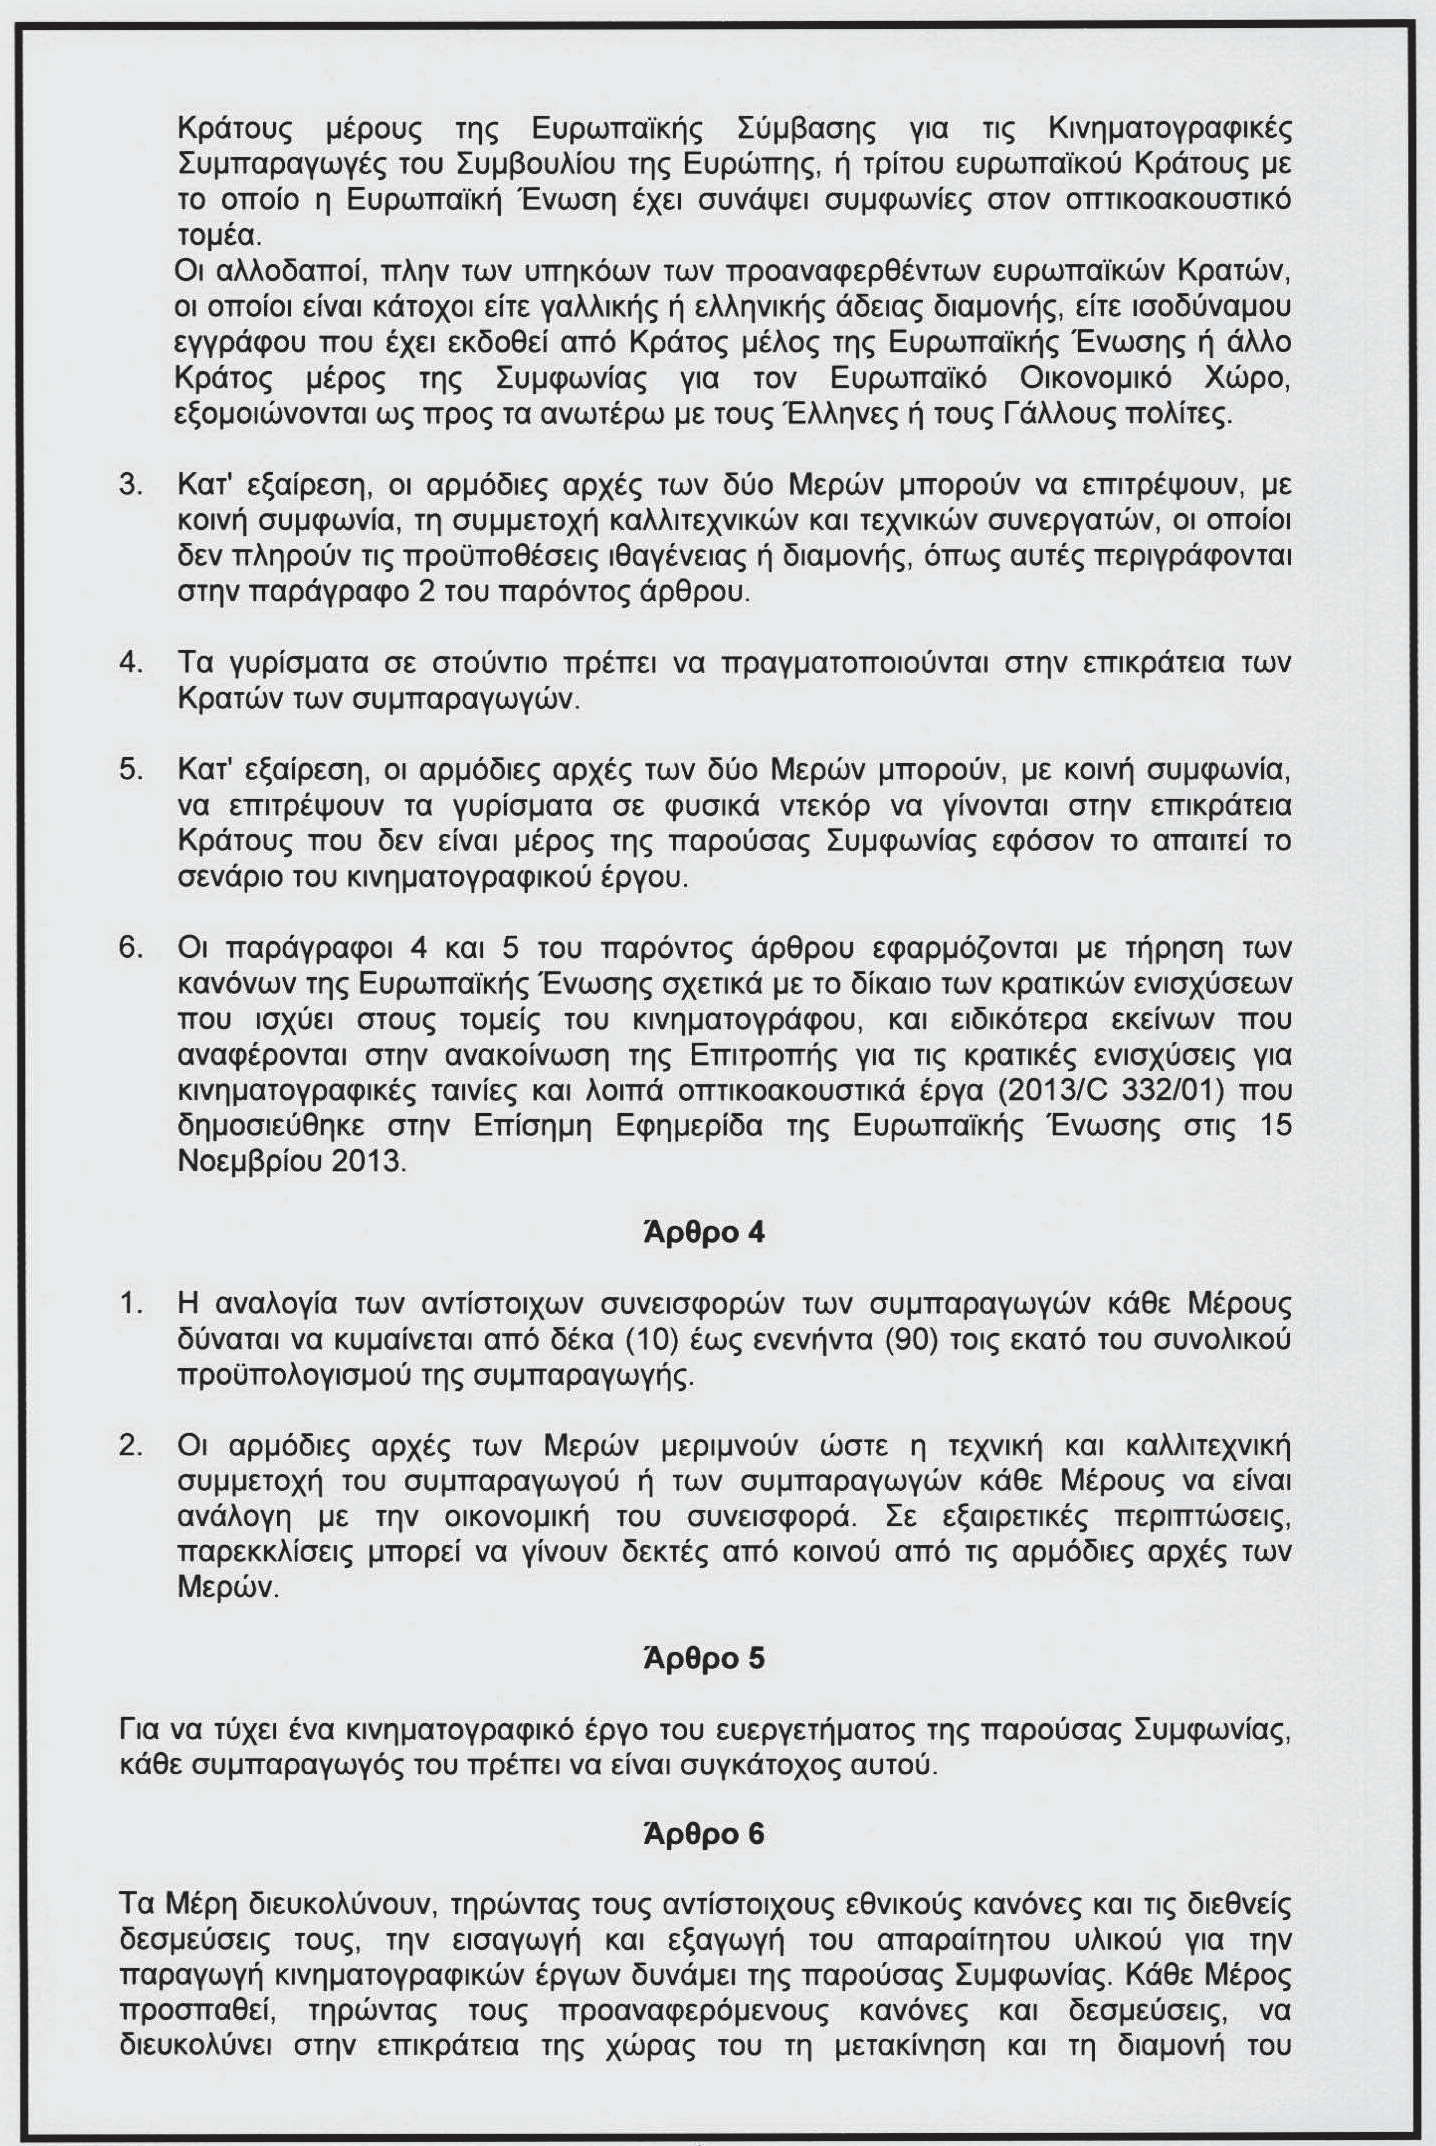 Κράτους μέρους της Ευρωπαϊκής Σύμβασης για τις Κινηματογραφικές
Συμπαραγωγές του Συμβουλίου της Ευρώπης, ή τρίτου ευρωπαϊκού Κράτους με
το οποίο η Ευρωπαϊκή Ένωση έχει συνάψει συμφωνίες στον οπτικοακουστικό
τομέα.
Οι αλλοδαποί, πλην των υπηκόων των προαναφερθέντων ευρωπαϊκών Κρατών,
οι οποίοι είναι κάτοχοι είτε γαλλικής ή ελληνικής άδειας διαμονής, είτε ισοδύναμου
εγγράφου που έχει εκδοθεί από Κράτος μέλος της Ευρωπαϊκής Ένωσης ή άλλο
Κράτος μέρος της Συμφωνίας για τον Ευρωπαϊκό Οικονομικό Χώρο,
εξομοιώνονται ως προς τα ανωτέρω με τους Έλληνες ή τους Γάλλους πολίτες.
3. Κατ' εξαίρεση, οι αρμόδιες αρχές των δύο Μερών μπορούν να επιτρέψουν, με
κοινή συμφωνία, τη συμμετοχή καλλιτεχνικών και τεχνικών συνεργατών, οι οποίοι
δεν πληρούν τις προϋποθέσεις ιθαγένειας ή διαμονής, όπως αυτές περιγράφονται
στην παράγραφο 2 του παρόντος άρθρου.
4. Τα γυρίσματα σε στούντιο πρέπει να πραγματοποιούνται στην επικράτεια των
Κρατών των συμπαραγωγών.
5. Κατ' εξαίρεση, οι αρμόδιες αρχές των δύο Μερών μπορούν, με κοινή συμφωνία,
να επιτρέψουν τα γυρίσματα σε φυσικά ντεκόρ να γίνονται στην επικράτεια
Κράτους που δεν είναι μέρος της παρούσας Συμφωνίας εφόσον το απαιτεί το
σενάριο του κινηματογραφικού έργου.
6. Οι παράγραφοι 4 και 5 του παρόντος άρθρου εφαρμόζονται με τήρηση των
κανόνων της Ευρωπαϊκής Ένωσης σχετικά με το δίκαιο των κρατικών ενισχύσεων
που ισχύει στους τομείς του κινηματογράφου, και ειδικότερα εκείνων που
αναφέρονται στην ανακοίνωση της Επιτροπής για τις κρατικές ενισχύσεις για
κινηματογραφικές ταινίες και λοιπά οπτικοακουστικά έργα (2013/C 332/01) που
δημοσιεύθηκε στην Επίσημη Εφημερίδα της Ευρωπαϊκής Ένωσης στις 15
Νοεμβρίου 2013.
Άρθρο 4
1. Η αναλογία των αντίστοιχων συνεισφορών των συμπαραγωγών κάθε Μέρους
δύναται να κυμαίνεται από δέκα (10) έως ενενήντα (90) τοις εκατό του συνολικού
προϋπολογισμού της συμπαραγωγής.
2. Οι αρμόδιες αρχές των Μερών μεριμνούν ώστε η τεχνική και καλλιτεχνική
συμμετοχή του συμπαραγωγού ή των συμπαραγωγών κάθε Μέρους να είναι
ανάλογη με την οικονομική του συνεισφορά. Σε εξαιρετικές περιπτώσεις,
παρεκκλίσεις μπορεί να γίνουν δεκτές από κοινού από τις αρμόδιες αρχές των
Μερών.
Άρθρο 5
Για να τύχει ένα κινηματογραφικό έργο του ευεργετήματος της παρούσας Συμφωνίας,
κάθε συμπαραγωγός του πρέπει να είναι συγκάτοχος αυτού.
Άρθρο 6
Τα Μέρη διευκολύνουν, τηρώντας τους αντίστοιχους εθνικούς κανόνες και τις διεθνείς
δεσμεύσεις τους, την εισαγωγή και εξαγωγή του απαραίτητου υλικού για την
παραγωγή κινηματογραφικών έργων δυνάμει της παρούσας Συμφωνίας. Κάθε Μέρος
προσπαθεί, τηρώντας τους προαναφερόμενους κανόνες και δεσμεύσεις, να
διευκολύνει στην επικράτεια της χώρας του τη μετακίνηση και τη διαμονή του